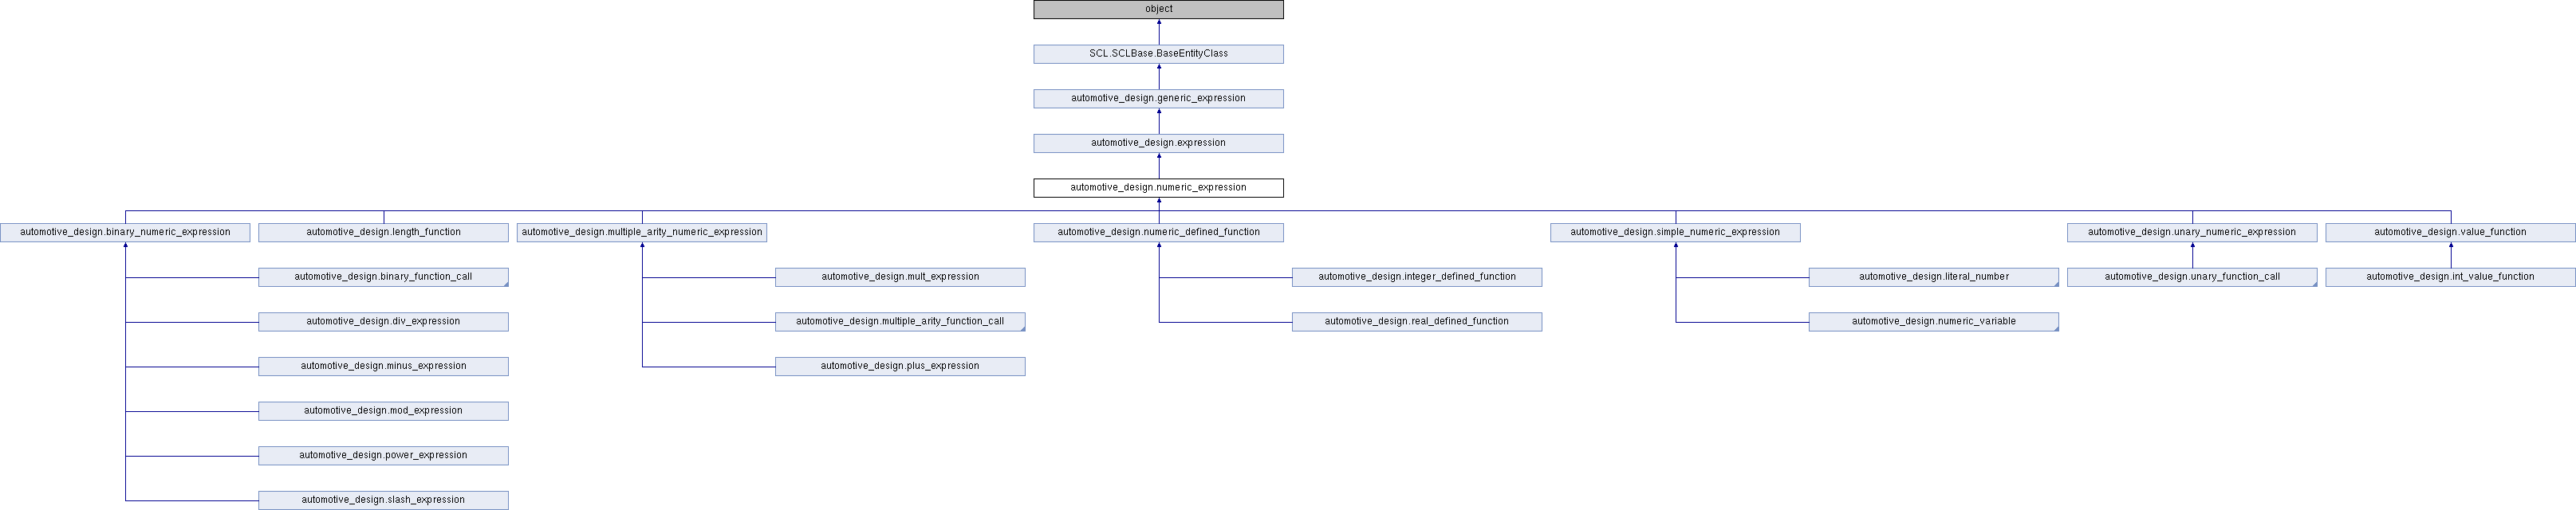 object
SCL.SCLBase.BaseEntityClass
automotive_design.generic_expression
automotive_design.expression
automotive_design.numeric_expression
automotive_design.binary_numeric_expression
automotive_design.length_function
automotive_design.multiple_arity_numeric_expression
automotive_design.numeric_defined_function
automotive_design.simple_numeric_expression
automotive_design.unary_numeric_expression
automotive_design.value_function
automotive_design.binary_function_call
automotive_design.mult_expression
automotive_design.integer_defined_function
automotive_design.literal_number
automotive_design.unary_function_call
automotive_design.int_value_function
automotive_design.div_expression
automotive_design.multiple_arity_function_call
automotive_design.real_defined_function
automotive_design.numeric_variable
automotive_design.minus_expression
automotive_design.plus_expression
automotive_design.mod_expression
automotive_design.power_expression
automotive_design.slash_expression